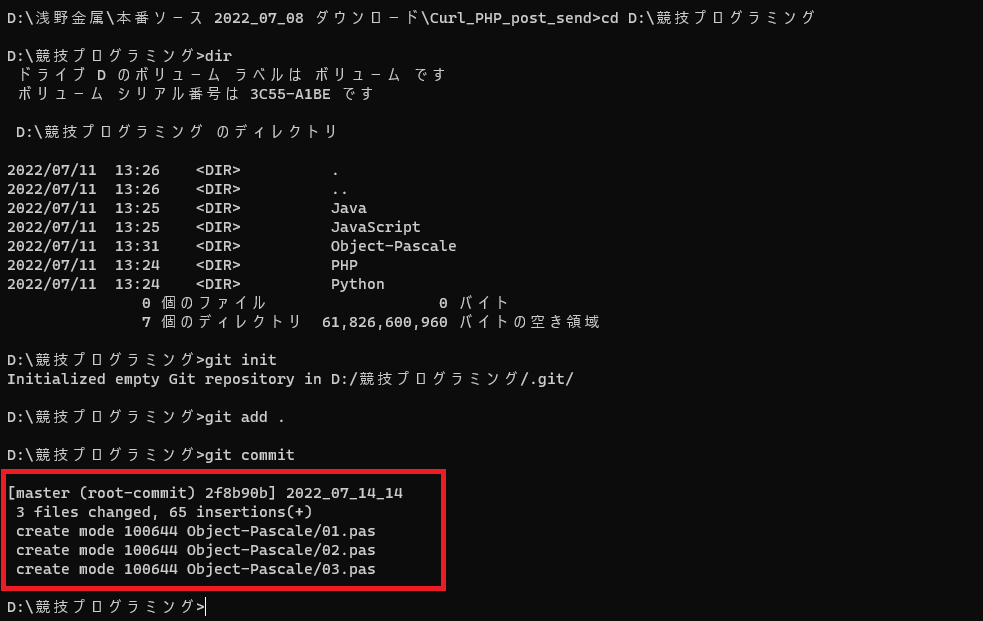 D:\浅野金属\本番ソース 2022_07_08 ダウンロード\Curl_PHP_post_send>cd D:\競技プログラミング
D:\競技プログラミング>dir
ドライブ D のボリューム ラベルは ボリューム です
ボリューム シリアル番号は 3C55-A1BE です
D:\競技プログラミング のディレクトリ
2022/07/11  13:26    <DIR>          .
2022/07/11  13:26    <DIR>          ..
2022/07/11  13:25    <DIR>          Java
2022/07/11  13:25    <DIR>          JavaScript
2022/07/11  13:31    <DIR>          Object-Pascale
2022/07/11  13:24    <DIR>          PHP
2022/07/11  13:24    <DIR>          Python
0 個のファイル                   0 バイト
7 個のディレクトリ  61,826,600,960 バイトの空き領域
D:\競技プログラミング>git init
Initialized empty Git repository in D:/競技プログラミング/.git/
D:\競技プログラミング>git add .
D:\競技プログラミング>git commit
[master (root-commit) 2f8b90b] 2022_07_14_14
3 files changed, 65 insertions(+)
create mode 100644 Object-Pascale/01.pas
create mode 100644 Object-Pascale/02.pas
create mode 100644 Object-Pascale/03.pas
D:\競技プログラミング>